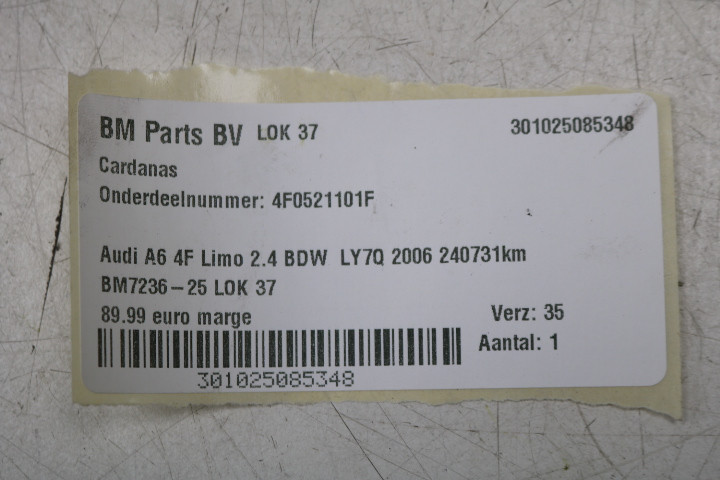 BM Parts BV LOK 37 301025085348
Cardanas
Onderdeelnummer: 4F0521101F
Audi A6 4F Limo 2.4 BDW LY7Q 2006 240731km
BM7236-25 LOK 37
89.99 euro marge Verz: 35
Aantal: 1
301025085348